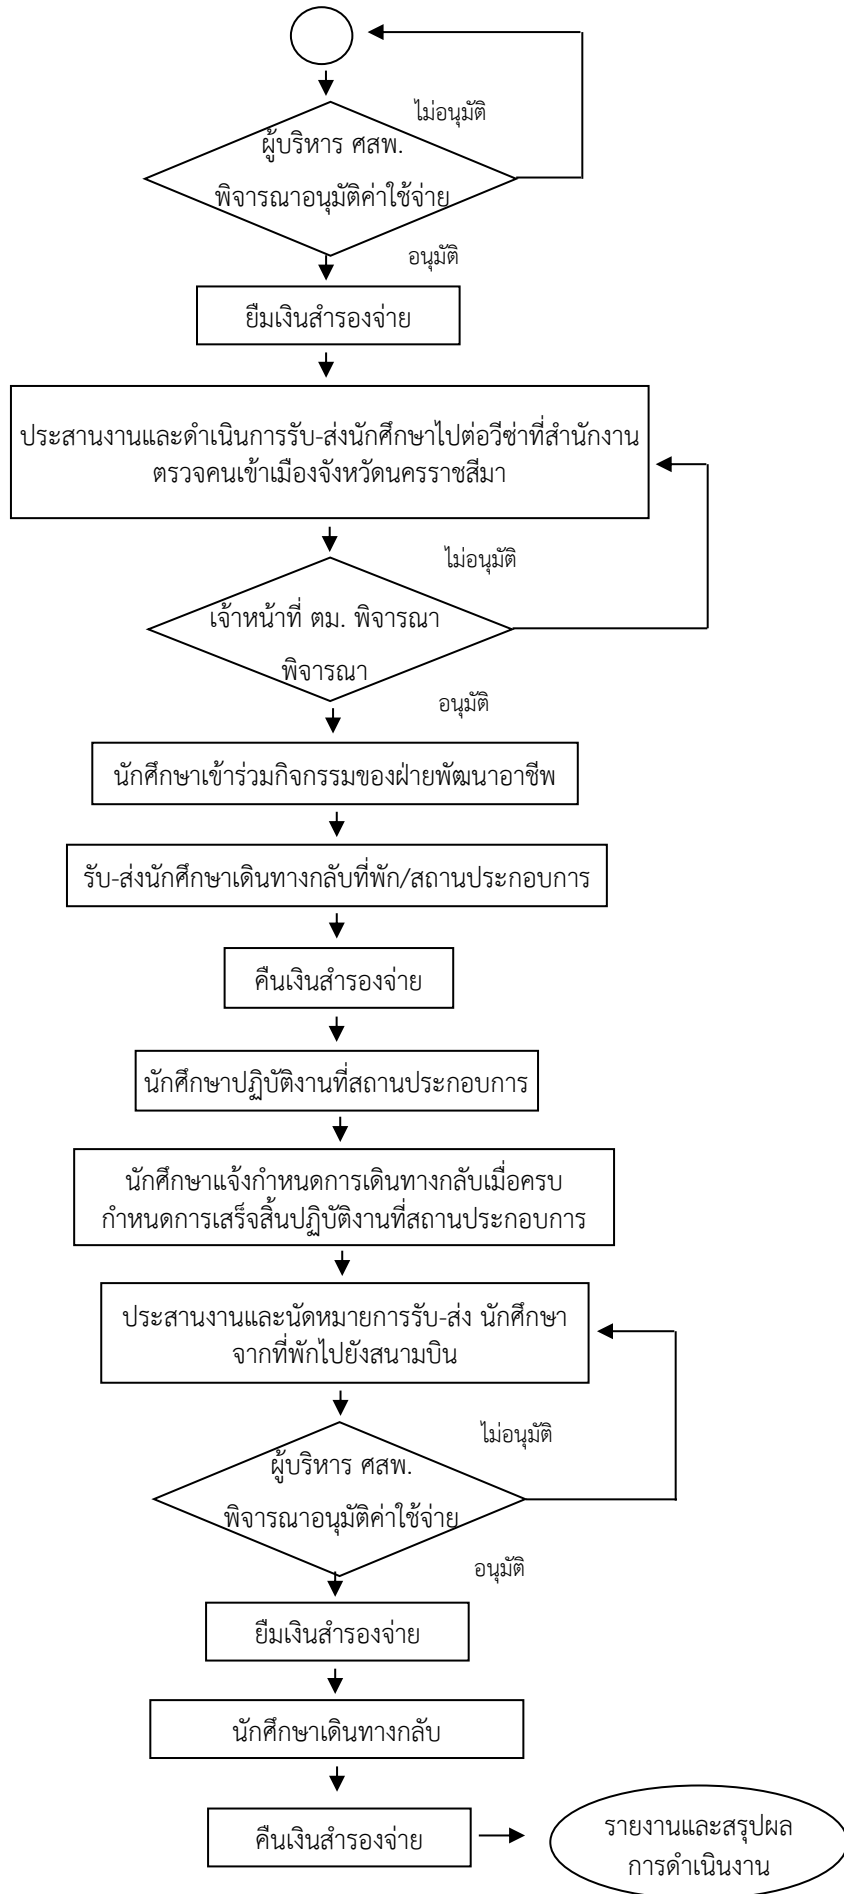 ไม่อนุมัติ
ผู้บริหาร ศสพ.
พิจารณาอนุมัติค่าใช้จ่าย
อนุมัติ
ยืมเงินสำรองจ่าย
ประสานงานและดำเนินการรับ-ส่งนักศึกษาไปต่อวีซ่าที่สำนักงาน
ตรวจคนเข้าเมืองจังหวัดนครราชสีมา
ไม่อนุมัติ
เจ้าหน้าที่ ตม. พิจารณา
พิจารณา
อนุมัติ
นักศึกษาเข้าร่วมกิจกรรมของฝ่ายพัฒนาอาชีพ
รับ-ส่งนักศึกษาเดินทางกลับที่พัก/สถานประกอบการ
คืนเงินสำรองจ่าย
นักศึกษาปฏิบัติงานที่สถานประกอบการ
นักศึกษาแจ้งกำหนดการเดินทางกลับเมื่อครบ
กำหนดการเสร็จสิ้นปฏิบัติงานที่สถานประกอบการ
ประสานงานและนัดหมายการรับ-ส่ง นักศึกษา
จากที่พักไปยังสนามบิน
ไม่อนุมัติ
ผู้บริหาร ศสพ.
พิจารณาอนุมัติค่าใช้จ่าย
อนุมัติ
ยืมเงินสำรองจ่าย
นักศึกษาเดินทางกลับ
คืนเงินสำรองจ่าย
รายงานและสรุปผล
การดำเนินงาน